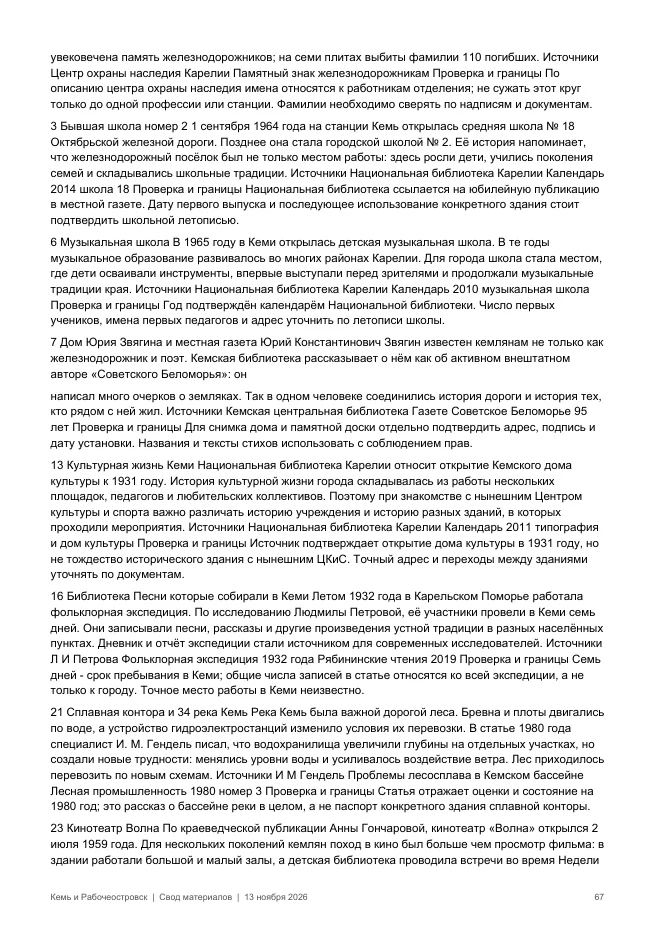 увековечена память железнодорожников; на семи плитах выбиты фамилии 110 погибших. Источники
Центр охраны наследия Карелии Памятный знак железнодорожникам Проверка и границы По
описанию центра охраны наследия имена относятся к работникам отделения; не сужать этот круг
только до одной профессии или станции. Фамилии необходимо сверять по надписям и документам.
3 Бывшая школа номер 2 1 сентября 1964 года на станции Кемь открылась средняя школа № 18
Октябрьской железной дороги. Позднее она стала городской школой № 2. Её история напоминает,
что железнодорожный посёлок был не только местом работы: здесь росли дети, учились поколения
семей и складывались школьные традиции. Источники Национальная библиотека Карелии Календарь
2014 школа 18 Проверка и границы Национальная библиотека ссылается на юбилейную публикацию
в местной газете. Дату первого выпуска и последующее использование конкретного здания стоит
подтвердить школьной летописью.
6 Музыкальная школа В 1965 году в Кеми открылась детская музыкальная школа. В те годы
музыкальное образование развивалось во многих районах Карелии. Для города школа стала местом,
где дети осваивали инструменты, впервые выступали перед зрителями и продолжали музыкальные
традиции края. Источники Национальная библиотека Карелии Календарь 2010 музыкальная школа
Проверка и границы Год подтверждён календарём Национальной библиотеки. Число первых
учеников, имена первых педагогов и адрес уточнить по летописи школы.
7 Дом Юрия Звягина и местная газета Юрий Константинович Звягин известен кемлянам не только как
железнодорожник и поэт. Кемская библиотека рассказывает о нём как об активном внештатном
авторе «Советского Беломорья»: он
написал много очерков о земляках. Так в одном человеке соединились история дороги и история тех,
кто рядом с ней жил. Источники Кемская центральная библиотека Газете Советское Беломорье 95
лет Проверка и границы Для снимка дома и памятной доски отдельно подтвердить адрес, подпись и
дату установки. Названия и тексты стихов использовать с соблюдением прав.
13 Культурная жизнь Кеми Национальная библиотека Карелии относит открытие Кемского дома
культуры к 1931 году. История культурной жизни города складывалась из работы нескольких
площадок, педагогов и любительских коллективов. Поэтому при знакомстве с нынешним Центром
культуры и спорта важно различать историю учреждения и историю разных зданий, в которых
проходили мероприятия. Источники Национальная библиотека Карелии Календарь 2011 типография
и дом культуры Проверка и границы Источник подтверждает открытие дома культуры в 1931 году, но
не тождество исторического здания с нынешним ЦКиС. Точный адрес и переходы между зданиями
уточнять по документам.
16 Библиотека Песни которые собирали в Кеми Летом 1932 года в Карельском Поморье работала
фольклорная экспедиция. По исследованию Людмилы Петровой, её участники провели в Кеми семь
дней. Они записывали песни, рассказы и другие произведения устной традиции в разных населённых
пунктах. Дневник и отчёт экспедиции стали источником для современных исследователей. Источники
Л И Петрова Фольклорная экспедиция 1932 года Рябининские чтения 2019 Проверка и границы Семь
дней - срок пребывания в Кеми; общие числа записей в статье относятся ко всей экспедиции, а не
только к городу. Точное место работы в Кеми неизвестно.
21 Сплавная контора и 34 река Кемь Река Кемь была важной дорогой леса. Бревна и плоты двигались
по воде, а устройство гидроэлектростанций изменило условия их перевозки. В статье 1980 года
специалист И. М. Гендель писал, что водохранилища увеличили глубины на отдельных участках, но
создали новые трудности: менялись уровни воды и усиливалось воздействие ветра. Лес приходилось
перевозить по новым схемам. Источники И М Гендель Проблемы лесосплава в Кемском бассейне
Лесная промышленность 1980 номер 3 Проверка и границы Статья отражает оценки и состояние на
1980 год; это рассказ о бассейне реки в целом, а не паспорт конкретного здания сплавной конторы.
23 Кинотеатр Волна По краеведческой публикации Анны Гончаровой, кинотеатр «Волна» открылся 2
июля 1959 года. Для нескольких поколений кемлян поход в кино был больше чем просмотр фильма: в
здании работали большой и малый залы, а детская библиотека проводила встречи во время Недели
Кемь и Рабочеостровск | Свод материалов | 13 ноября 2026
67